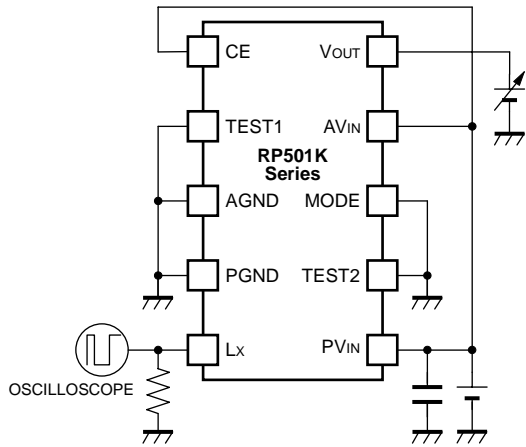 CE
VOUT
TEST1
AVIN
RP501K
Series
AGND
MODE
PGND
TEST2
LX
PVIN
OSCILLOSCOPE